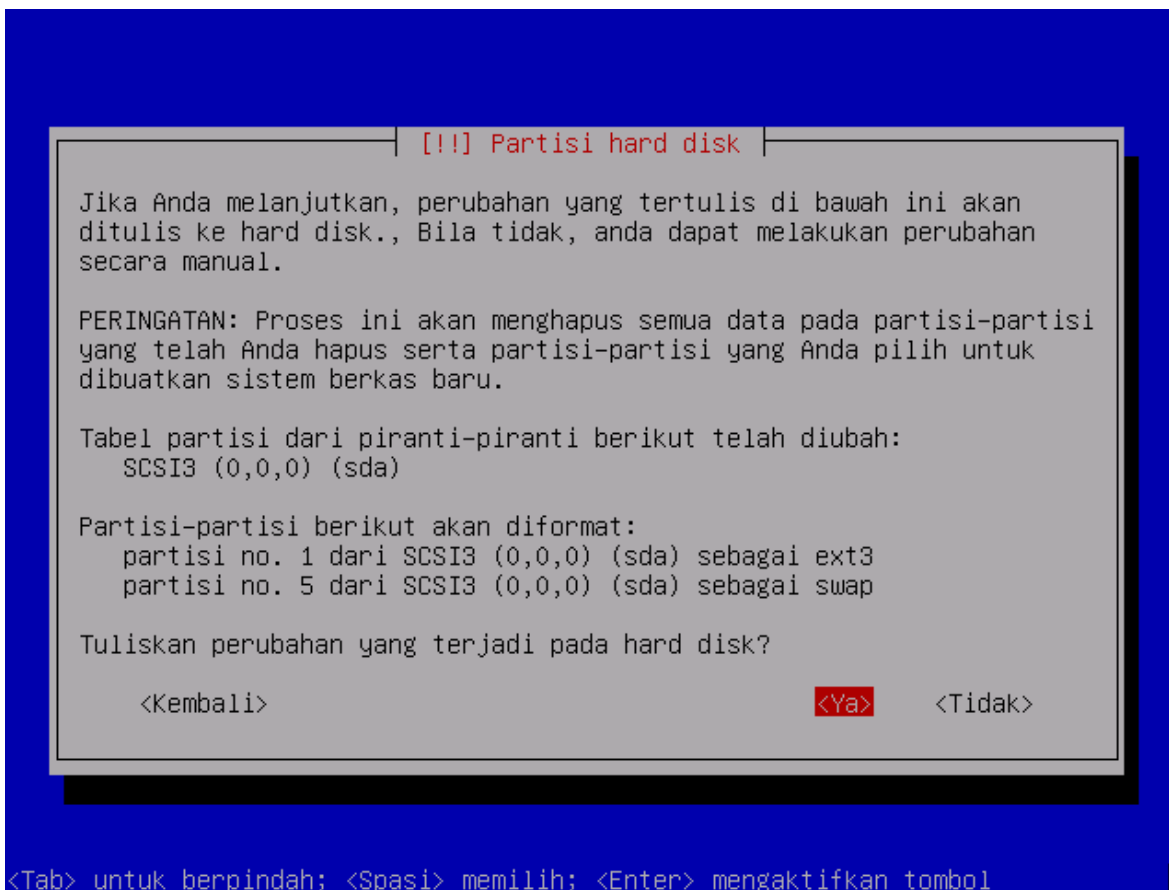 [!!] Partisi hard disk
Jika Anda melanjutkan, perubahan yang tertulis di bawah ini akan
ditulis ke hard disk., Bila tidak, anda dapat melakukan perubahan
secara manual.
PERINGATAN: Proses ini akan menghapus semua data pada partisi-partisi
yang telah Anda hapus serta partisi-partisi yang Anda pilih untuk
dibuatkan sistem berkas baru.
Tabel partisi dari piranti-piranti berikut telah diubah:
SCSI3 (0,0,0) (sda)
Partisi-partisi berikut akan diformat:
partisi no. 1 dari SCSI3 (0,0,0) (sda) sebagai ext3
partisi no. 5 dari SCSI3 (0,0,0) (sda) sebagai swap
Tuliskan perubahan yang terjadi pada hard disk?
<Kembali> <Ya> <Tidak>
<Tab> untuk berpindah; <Spasi> memilih; <Enter> mengaktifkan tombol